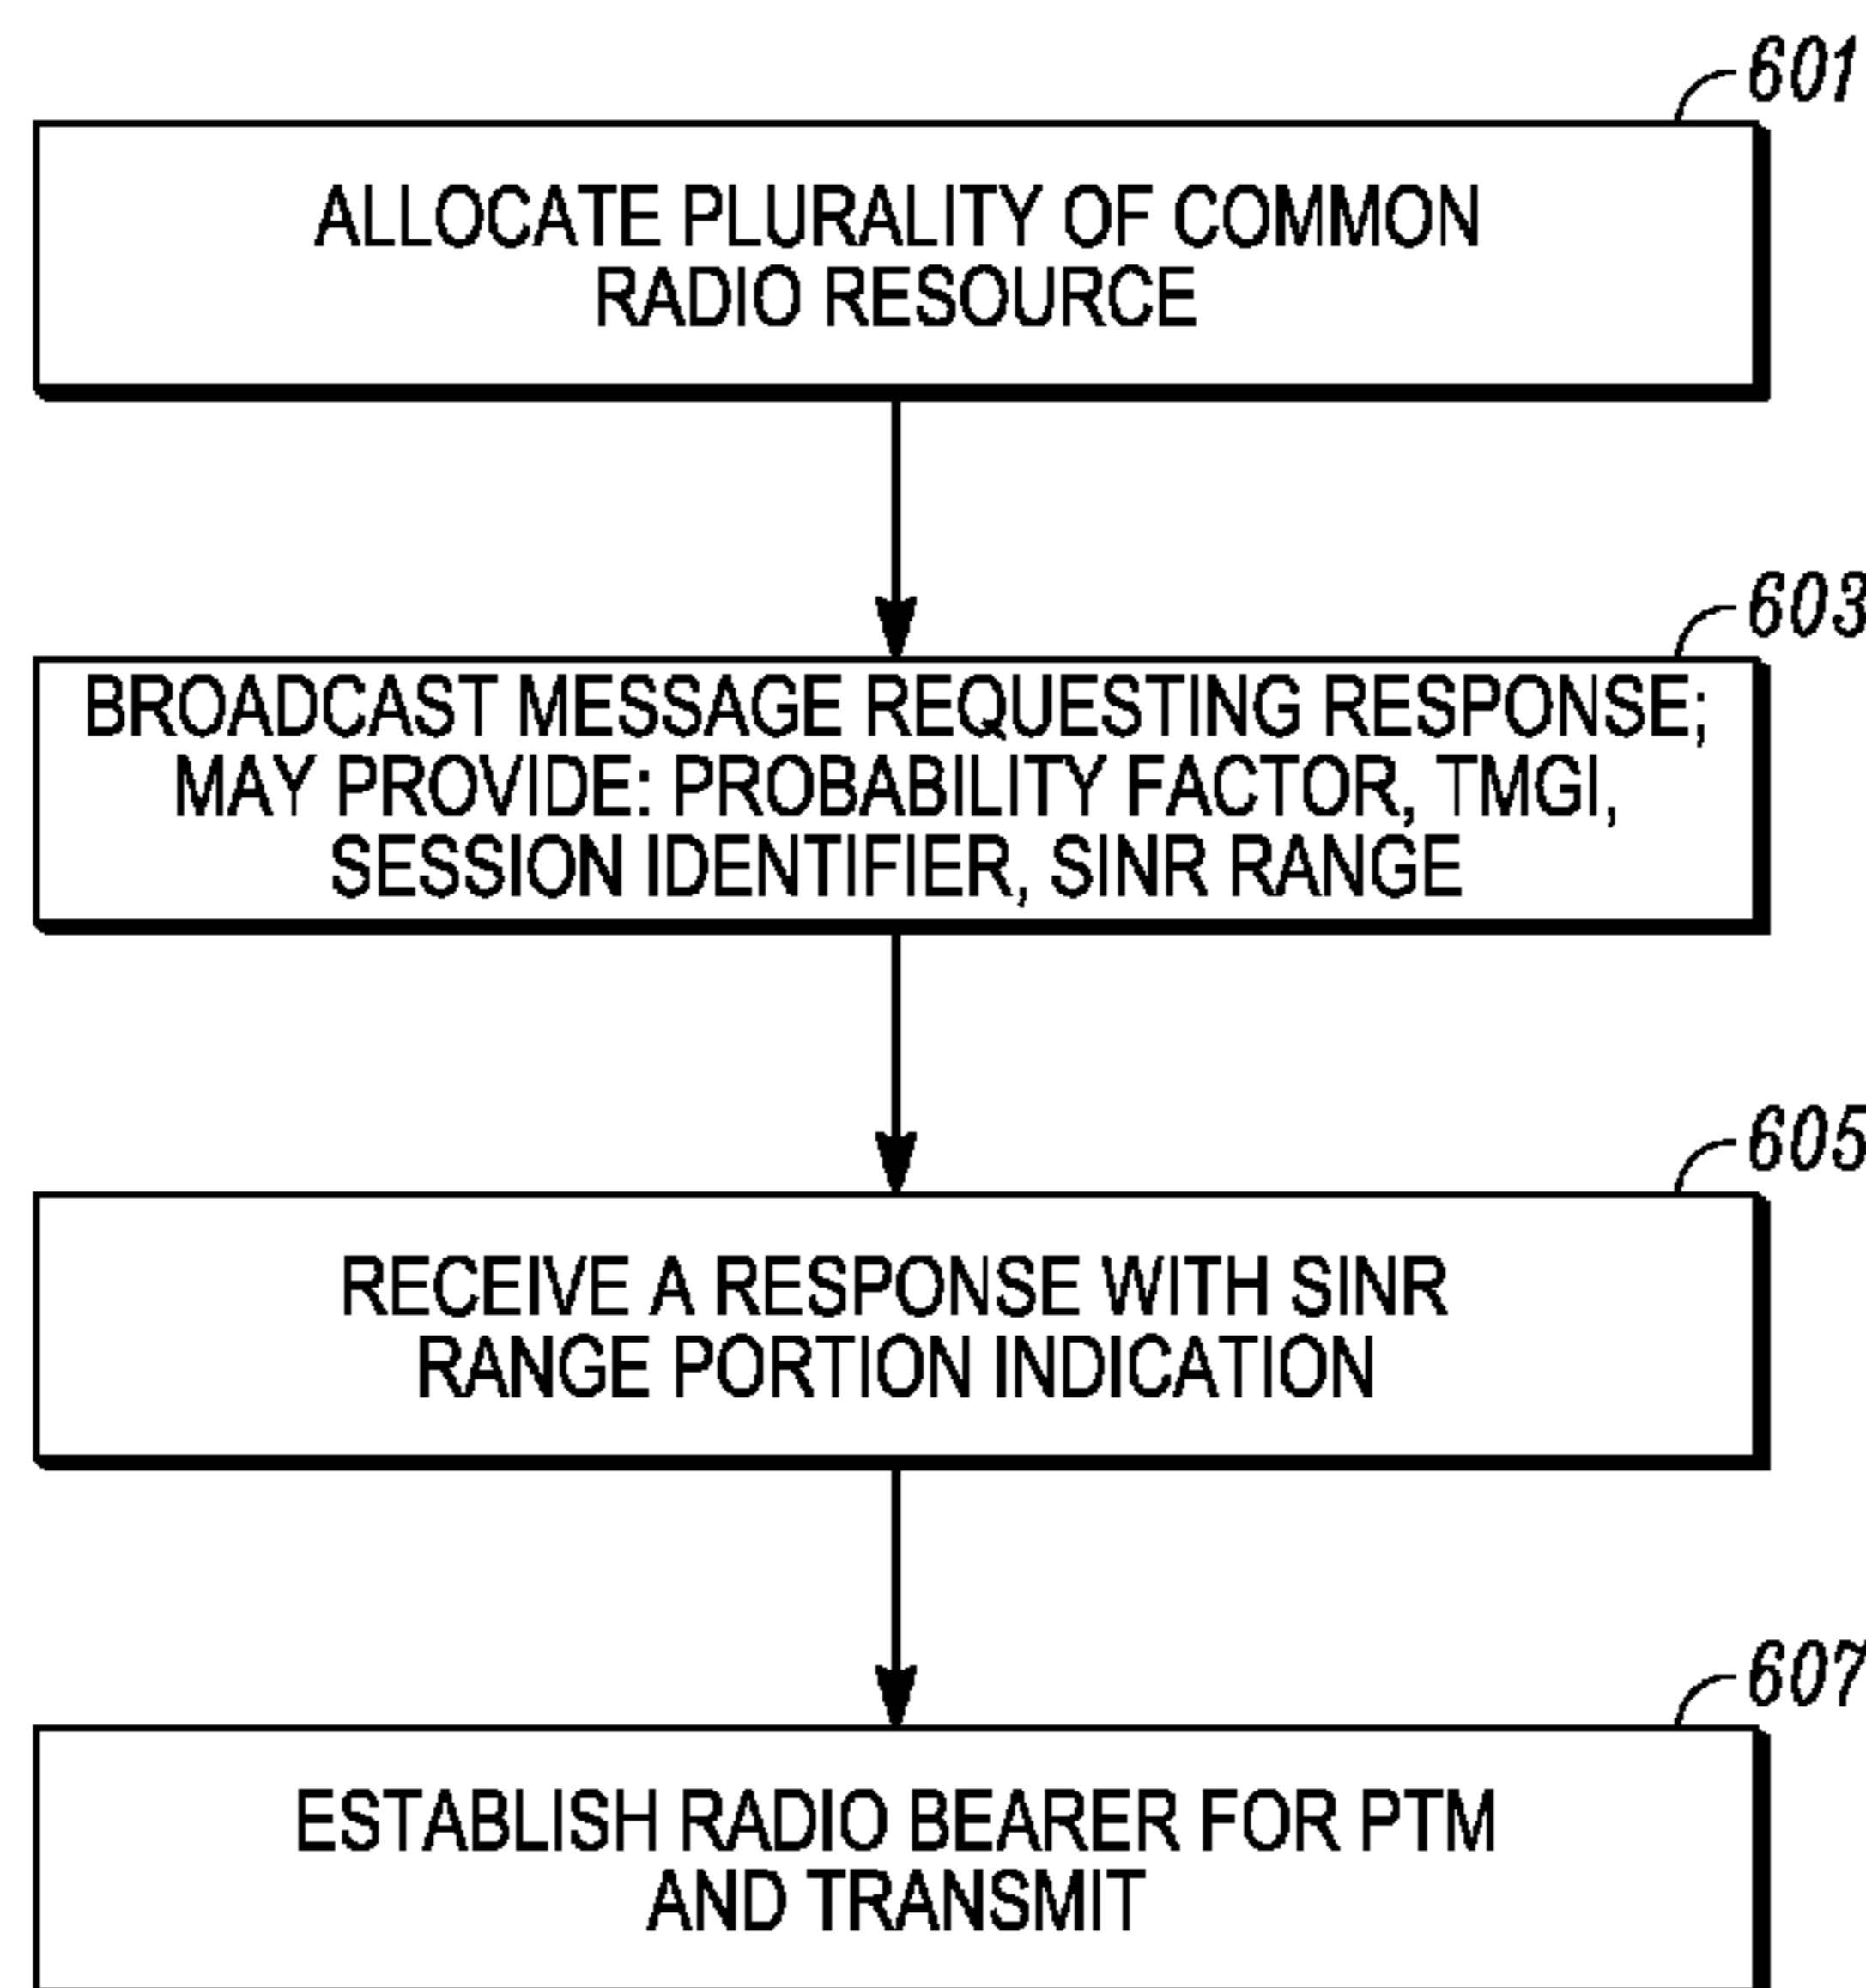 601
ALLOCATE PLURALITY OF COMMON
RADIO RESOURCE
603
BROADCAST MESSAGE REQUESTING RESPONSE;
MAY PROVIDE: PROBABILITY FACTOR, TMGI,
SESSION IDENTIFIER, SINR RANGE
605
RECEIVE A RESPONSE WITH SINR
RANGE PORTION INDICATION
607
ESTABLISH RADIO BEARER FOR PTM
AND TRANSMIT